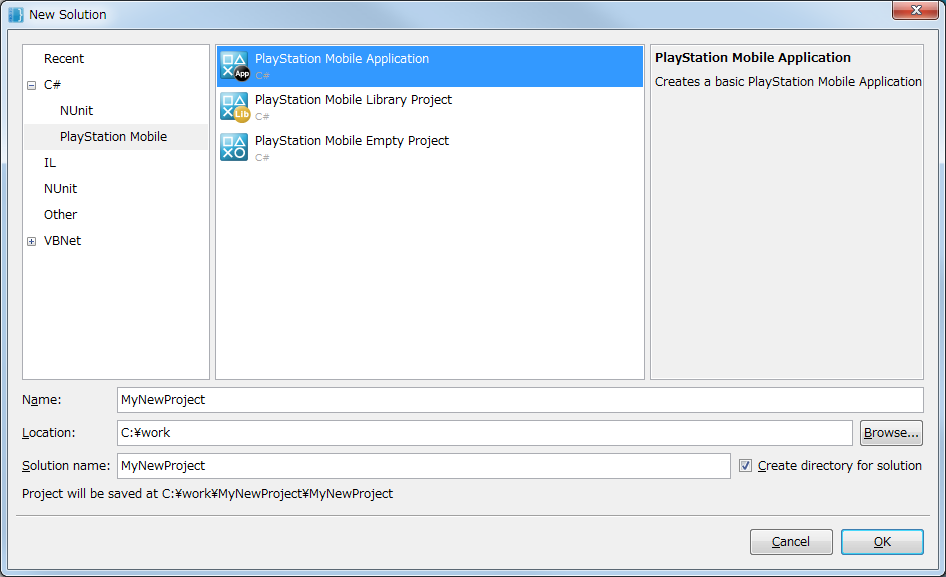 New Solution
Recent
C#
NUnit
PlayStation Mobile
IL
NUnit
Other
VBNet
PlayStation Mobile Application
C#
PlayStation Mobile Library Project
C#
PlayStation Mobile Empty Project
C#
App
Lib
PlayStation Mobile Application
Creates a basic PlayStation Mobile Application
Name:
MyNewProject
Location:
C:¥work
Browse...
Solution name:
MyNewProject
Create directory for solution
Project will be saved at C:¥work¥MyNewProject¥MyNewProject
Cancel
OK